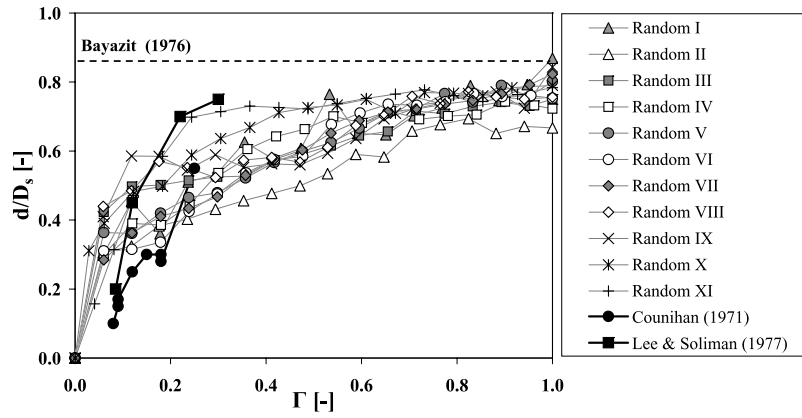 1.0
0.8
0.6
0.4
0.2
0.0
d/Ds [-]
Bayazit (1976)
0.0 0.2 0.4 0.6 0.8 1.0
Γ [-]
Random I
Random II
Random III
Random IV
Random V
Random VI
Random VII
Random VIII
Random IX
Random X
Random XI
Counihan (1971)
Lee & Soliman (1977)